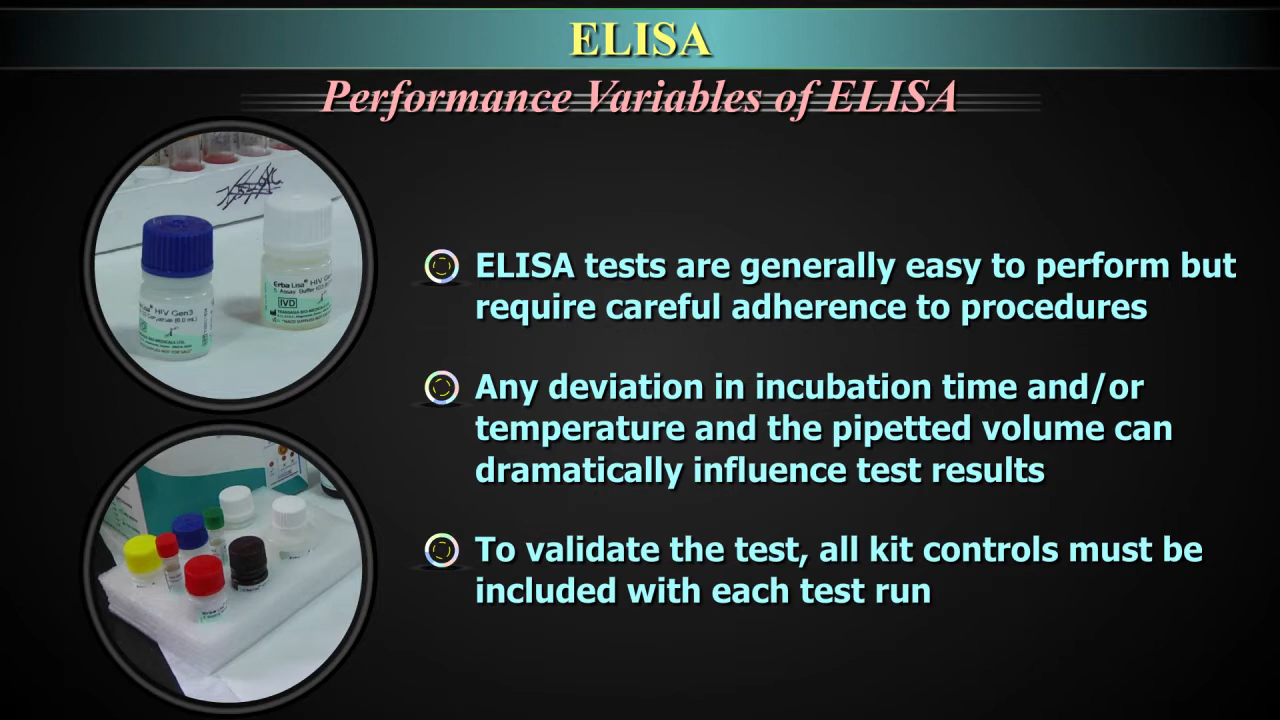 ELISA
Performance Variables of ELISA
ELISA tests are generally easy to perform but
require careful adherence to procedures
Any deviation in incubation time and/or
temperature and the pipetted volume can
dramatically influence test results
To validate the test, all kit controls must be
included with each test run
Erba Lisa® HIV
Assay Buffer
IVD
HIV Gen3